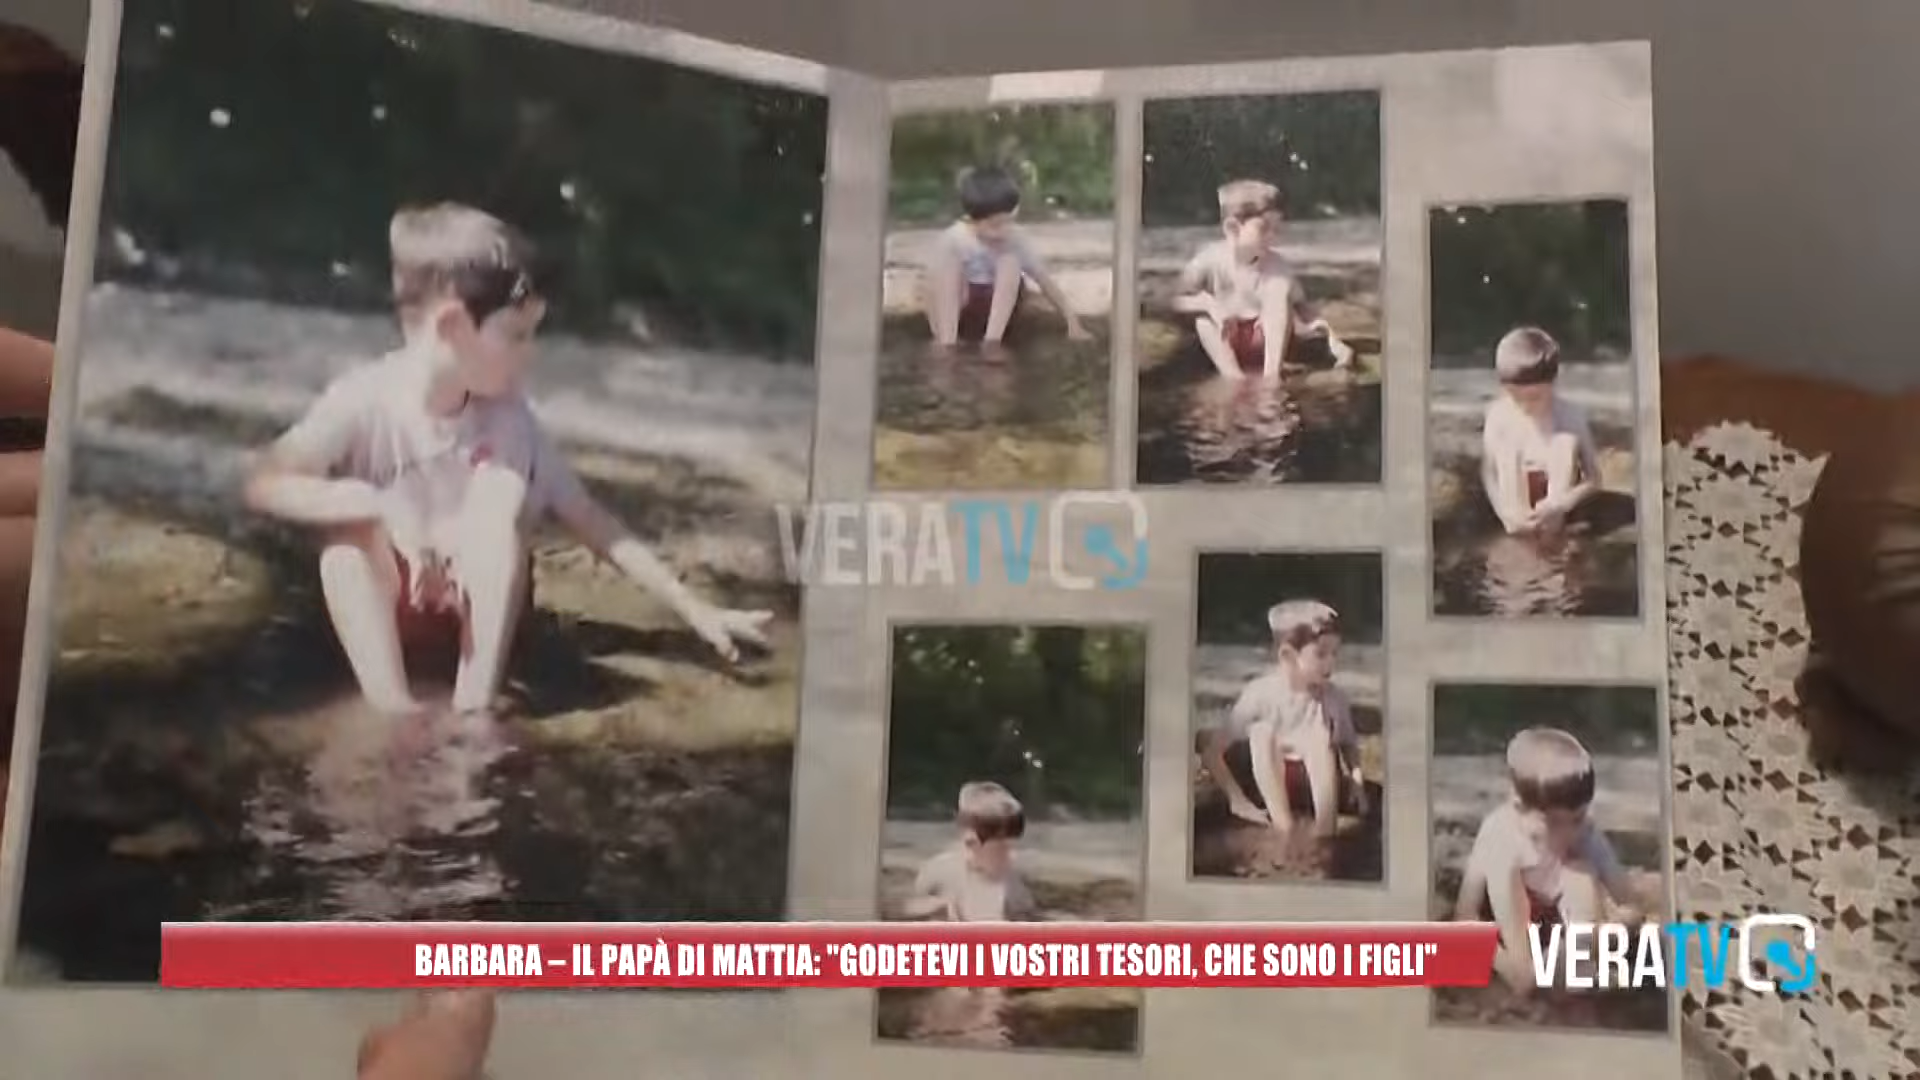 VERATV
BARBARA – IL PAPÀ DI MATTIA: "GODETEVI I VOSTRI TESORI, CHE SONO I FIGLI"
VERATV